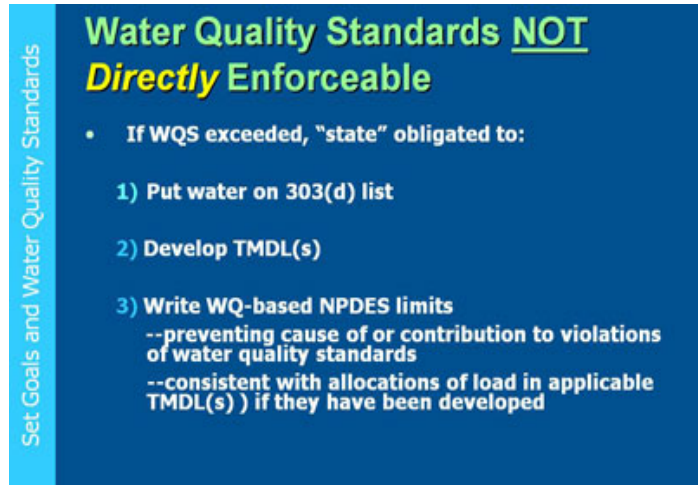 Set Goals and Water Quality Standards
Water Quality Standards NOT
Directly Enforceable
• If WQS exceeded, “state” obligated to:
1) Put water on 303(d) list
2) Develop TMDL(s)
3) Write WQ-based NPDES limits
--preventing cause of or contribution to violations
of water quality standards
--consistent with allocations of load in applicable
TMDL(s) ) if they have been developed